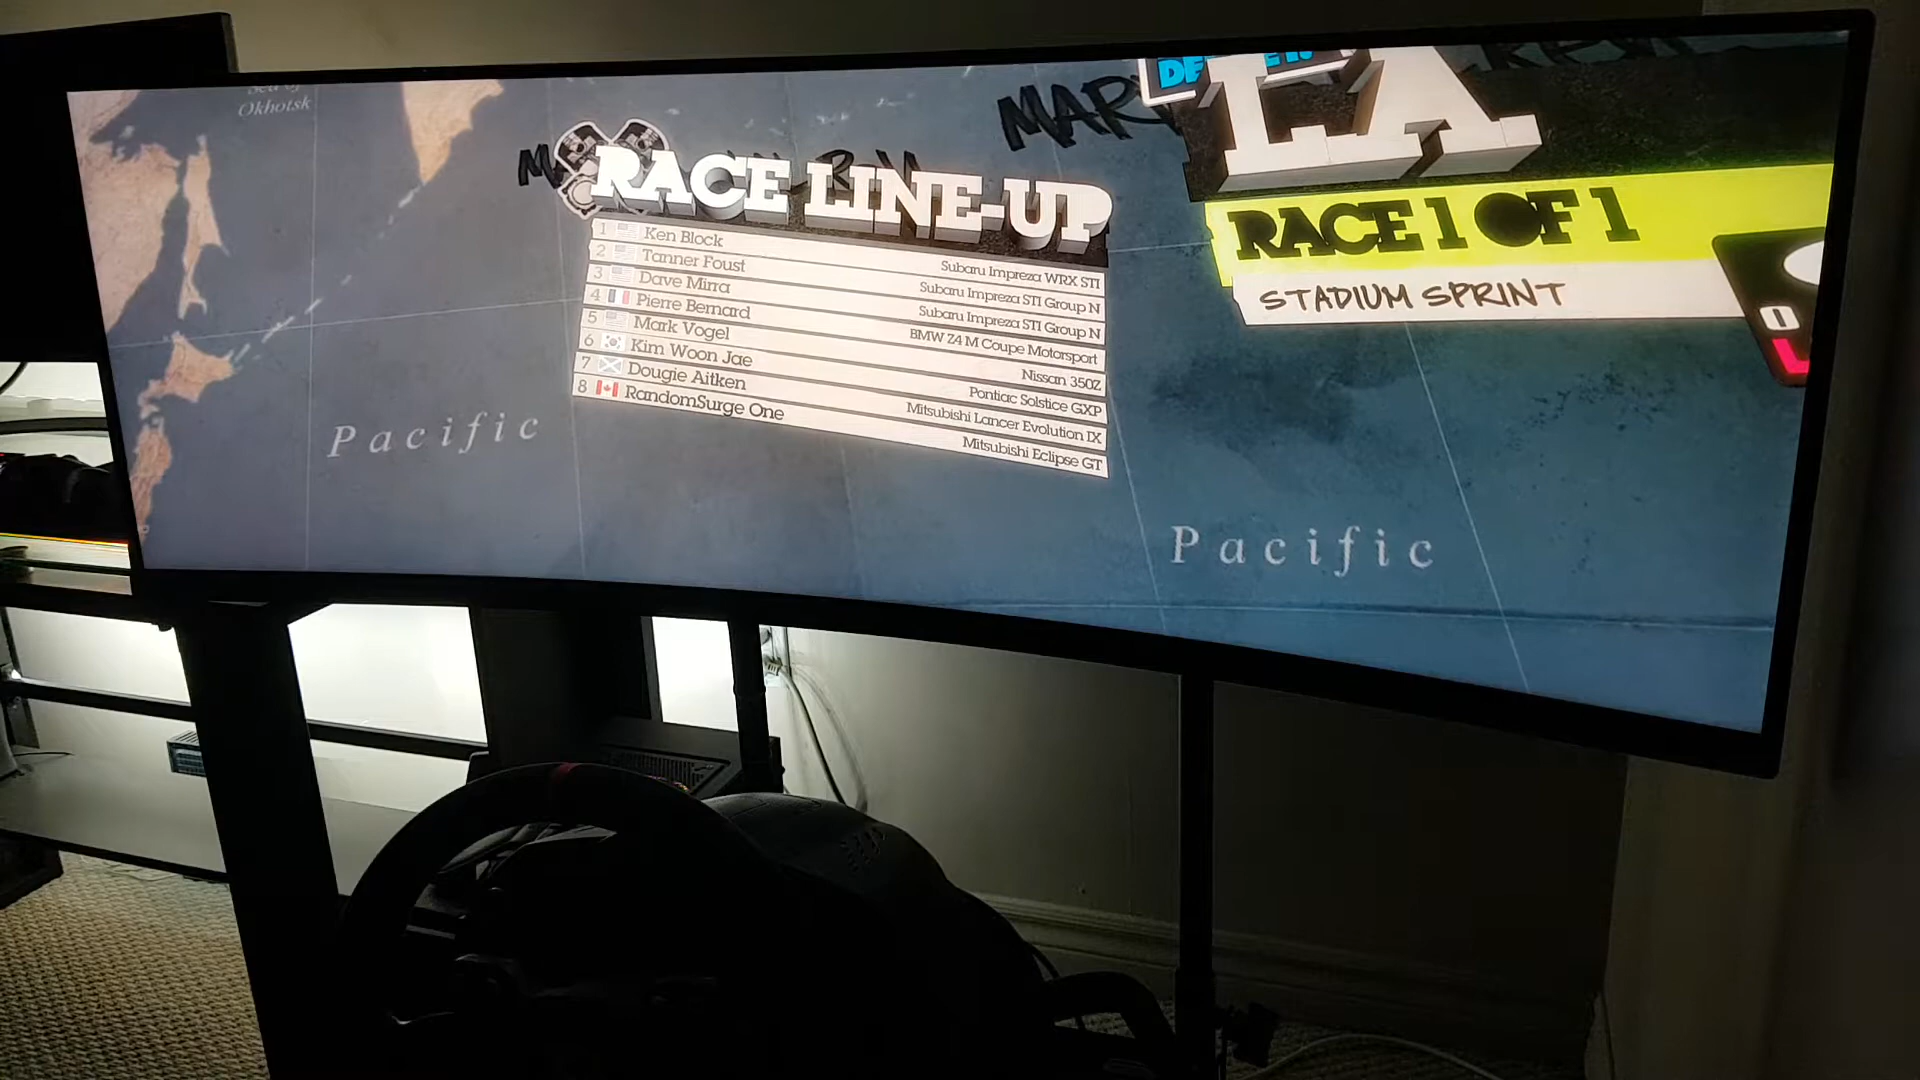 Okhotsk
RACE LINE-UP
1 Ken Block Subaru Impreza WRX STI
2 Tanner Foust Subaru Impreza STI Group N
3 Dave Mirra Subaru Impreza STI Group N
4 Pierre Bernard BMW Z4 M Coupe Motorsport
5 Mark Vogel Nissan 350Z
6 Kim Woon Jae Pontiac Solstice GXP
7 Dougie Aitken Mitsubishi Lancer Evolution IX
8 RandomSurge One Mitsubishi Eclipse GT
LA
RACE 1 OF 1
STADIUM SPRINT
Pacific
Pacific